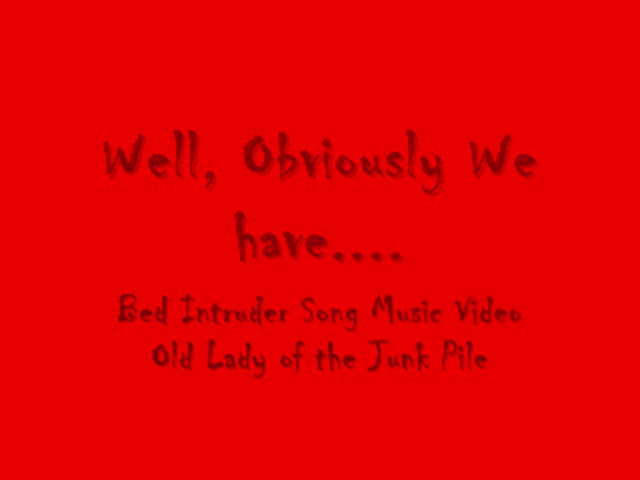 Well, Obviously We
have....
Bed Intruder Song Music Video
Old Lady of the Junk Pile